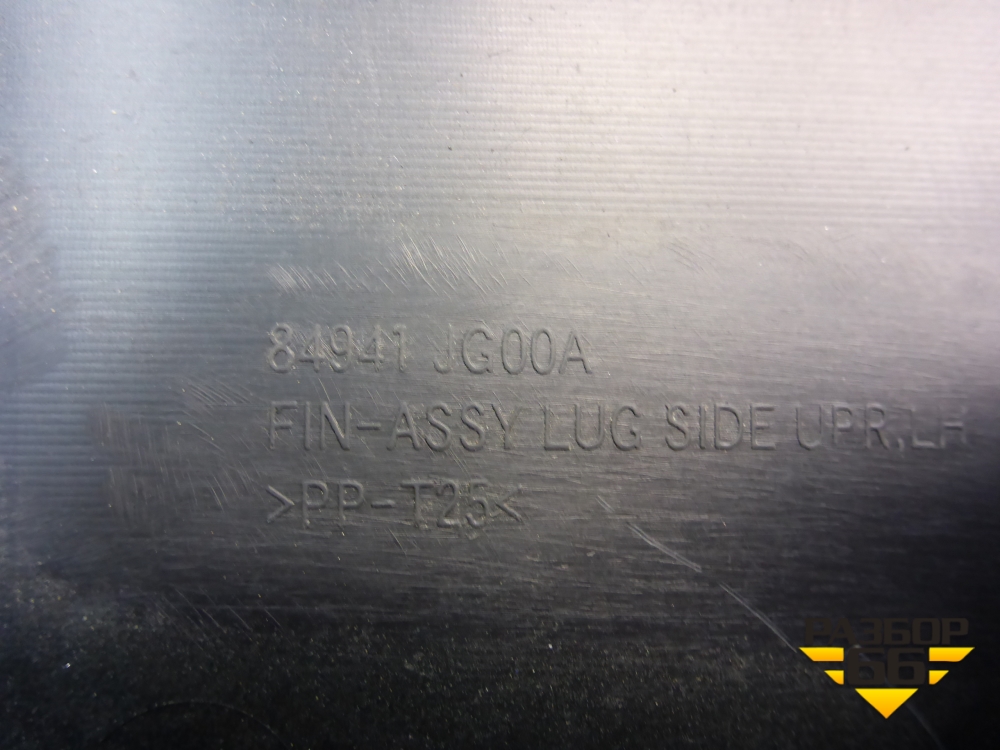 84941 JG00A
FIN-ASSY LUG SIDE UPR,LH
>PP-T25<
РАЗБОР
66